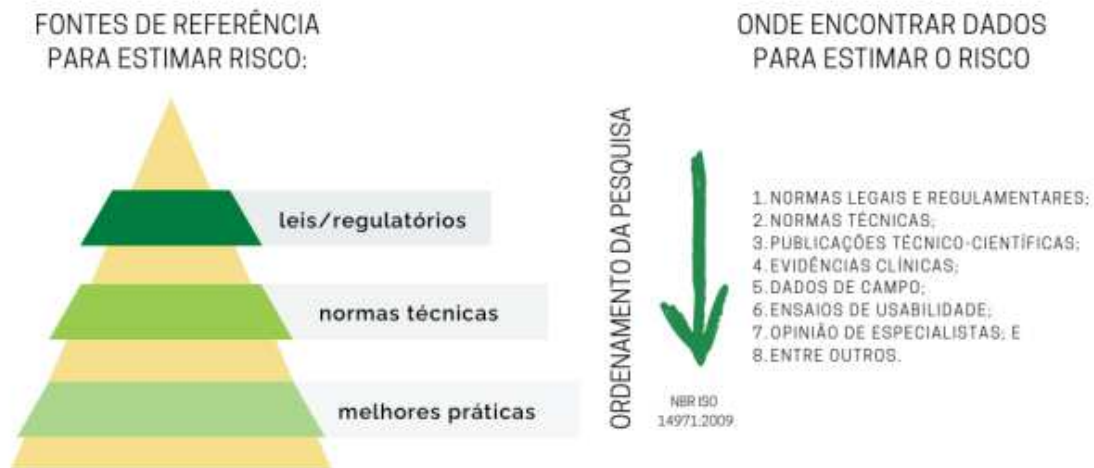 FONTES DE REFERÊNCIA
PARA ESTIMAR RISCO:
leis/regulatórios
normas técnicas
melhores práticas
ONDE ENCONTRAR DADOS
PARA ESTIMAR O RISCO
ORDENAMENTO DA PESQUISA
1. NORMAS LEGAIS E REGULAMENTARES;
2. NORMAS TÉCNICAS;
3. PUBLICAÇÕES TÉCNICO-CIENTÍFICAS;
4. EVIDÊNCIAS CLÍNICAS;
5. DADOS DE CAMPO;
6. ENSAIOS DE USABILIDADE;
7. OPINIÃO DE ESPECIALISTAS; E
8. ENTRE OUTROS.
NBR ISO
14971:2009